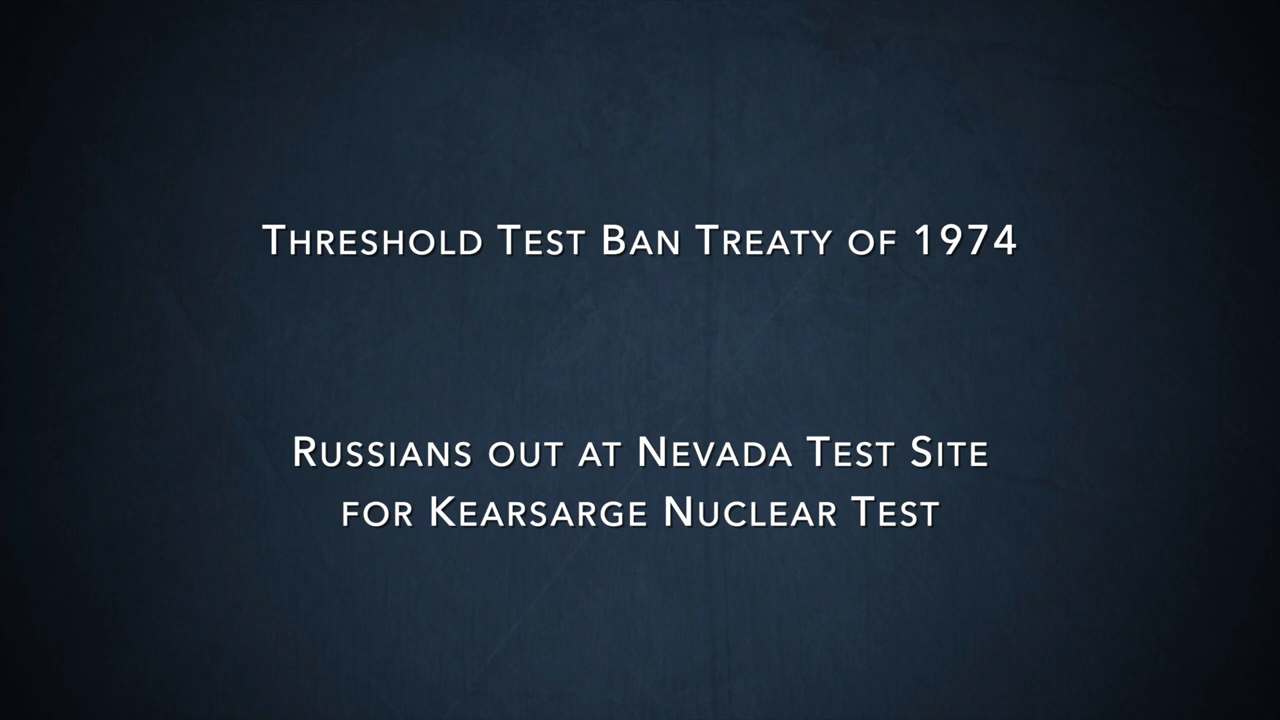 Threshold Test Ban Treaty of 1974
Russians out at Nevada Test Site
for Kearsarge Nuclear Test